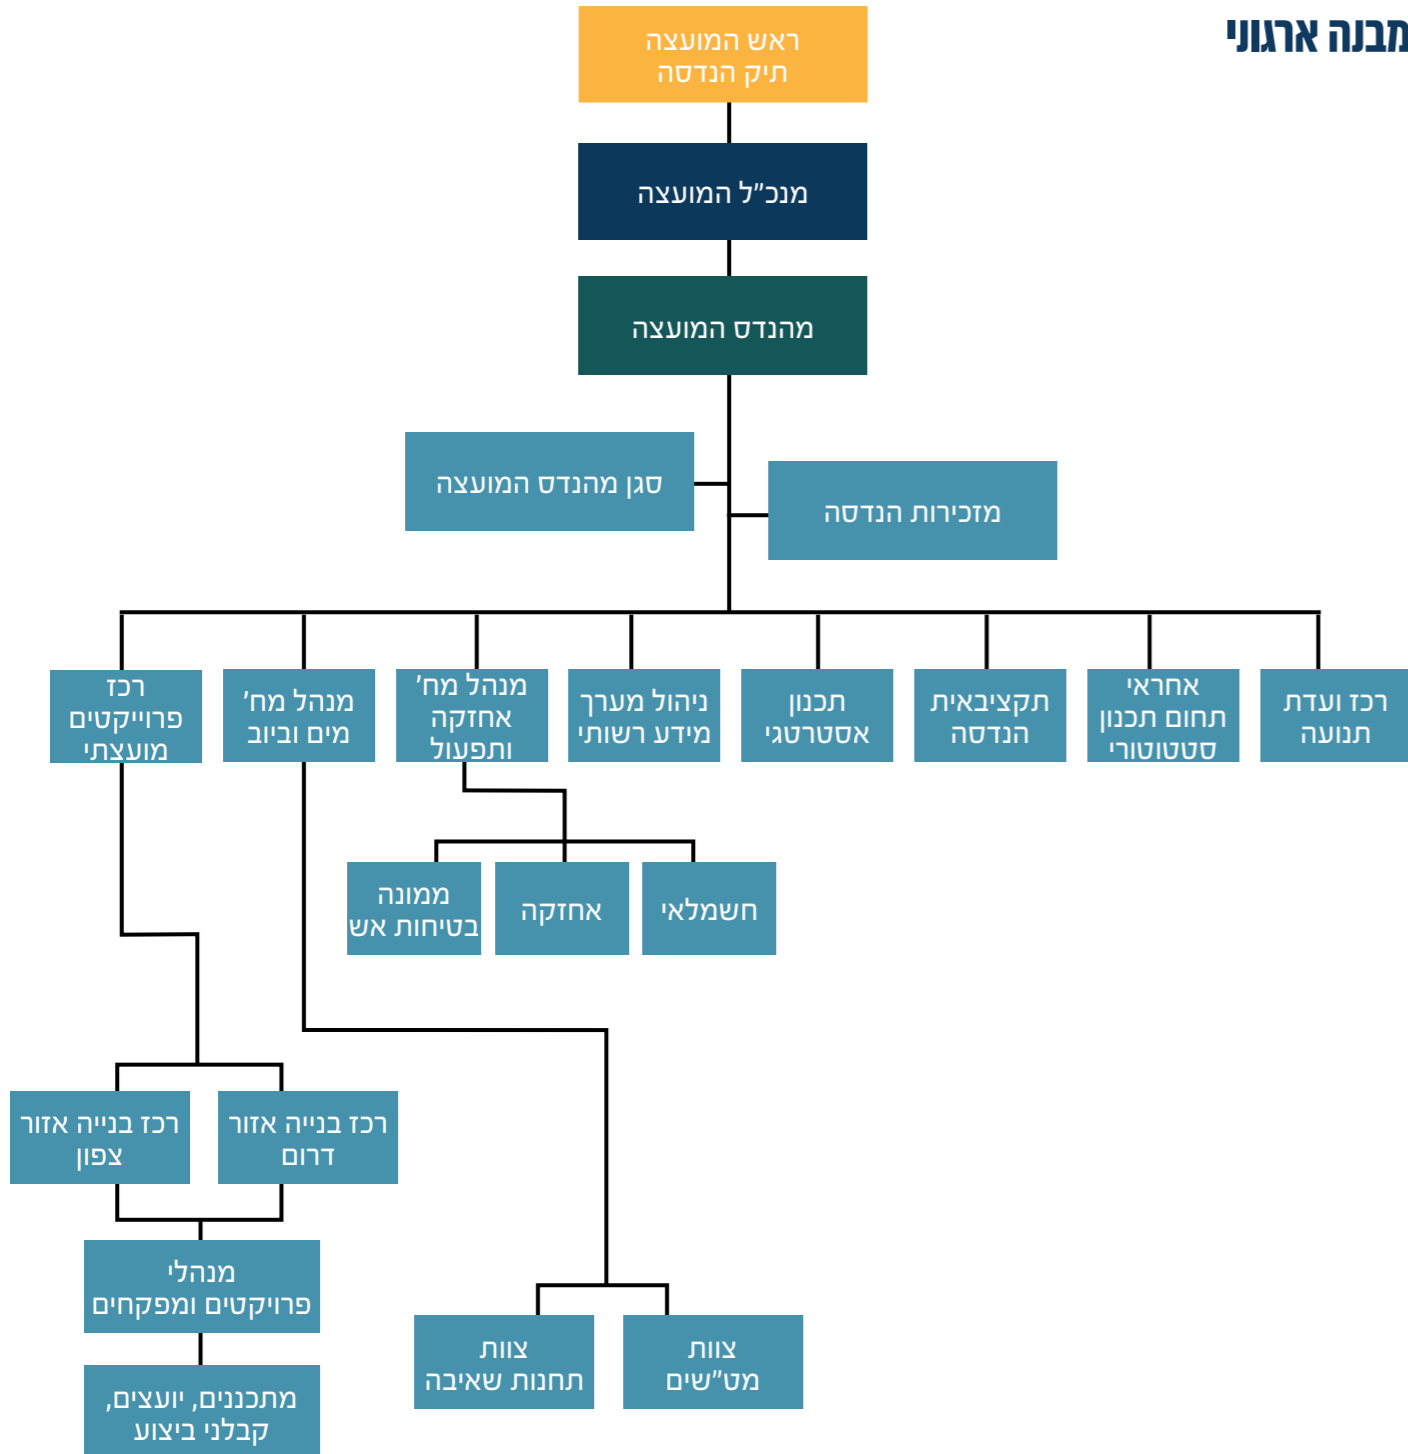 מבנה ארגוני
ראש המועצה
תיק הנדסה
מנכ״ל המועצה
מהנדס המועצה
סגן מהנדס המועצה
מזכירות הנדסה
רכז ועדת
תנועה
אחראי
תחום תכנון
סטטוטורי
תקציבאית
הנדסה
תכנון
אסטרטגי
ניהול מערך
מידע רשותי
מנהל מח׳
אחזקה
ותפעול
מנהל מח׳
מים וביוב
רכז
פרוייקטים
מועצתי
חשמלאי
אחזקה
ממונה
בטיחות אש
רכז בנייה אזור
דרום
רכז בנייה אזור
צפון
מנהלי
פרויקטים ומפקחים
מתכננים, יועצים,
קבלני ביצוע
צוות
מט״שים
צוות
תחנות שאיבה